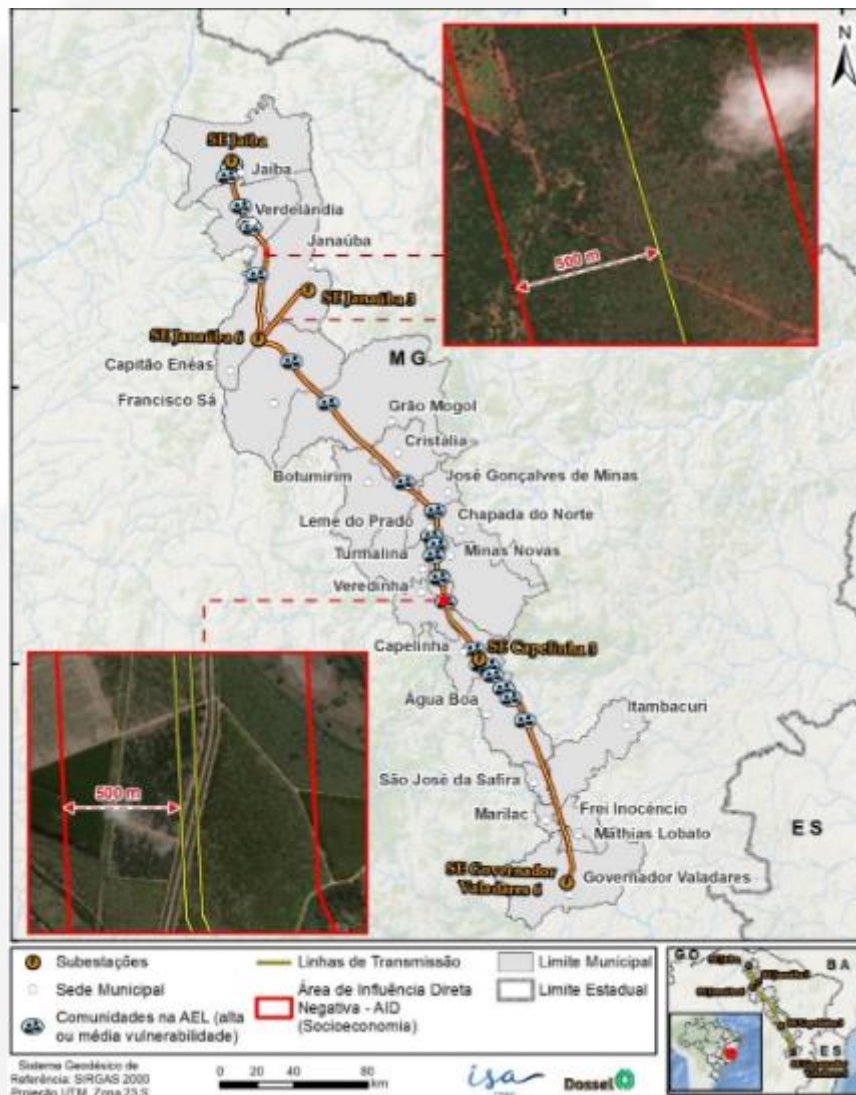 N
500 m
SE Jaíba
Jaíba
Verdelândia
Janaúba
SE Janaúba 3
SE Janaúba 6
MG
Capitão Enéas
Francisco Sá
Grão Mogol
Cristália
Botumirim
José Gonçalves de Minas
Leme do Prado
Chapada do Norte
Turmalina
Minas Novas
Veredinha
Capelinha
SE Capelinha 3
Água Boa
Itambacuri
500 m
São José da Safira
Marilac
Frei Inocêncio
Mathias Lobato
ES
SE Governador
Valadares 6
Governador Valadares
Subestações
Sede Municipal
Comunidades na AEL (alta
ou média vulnerabilidade)
Linhas de Transmissão
Área de Influência Direta
Negativa - AID
(Socioeconomia)
Limite Municipal
Limite Estadual
GO
BA
ES
Sistema Geodésico de
Referência: SIRGAS 2000
Projeção UTM, Zona 23 S
0 20 40 80
km
isa
Dossel